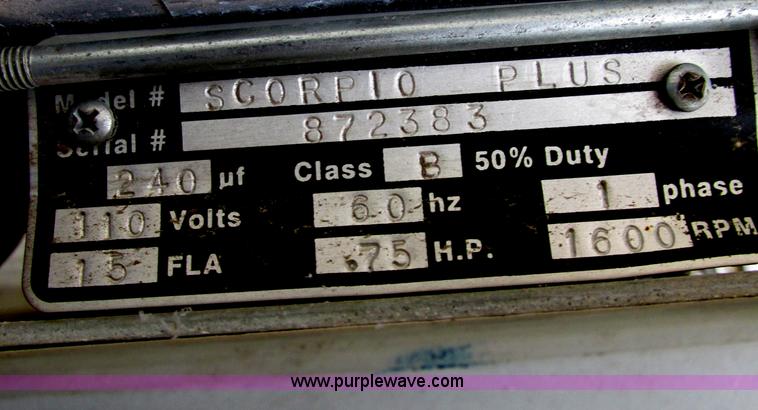 Model # SCORPIO PLUS
Serial # 872383
240 µf Class B 50% Duty
110 Volts 60 hz 1 phase
15 FLA .75 H.P. 1600 RPM
www.purplewave.com